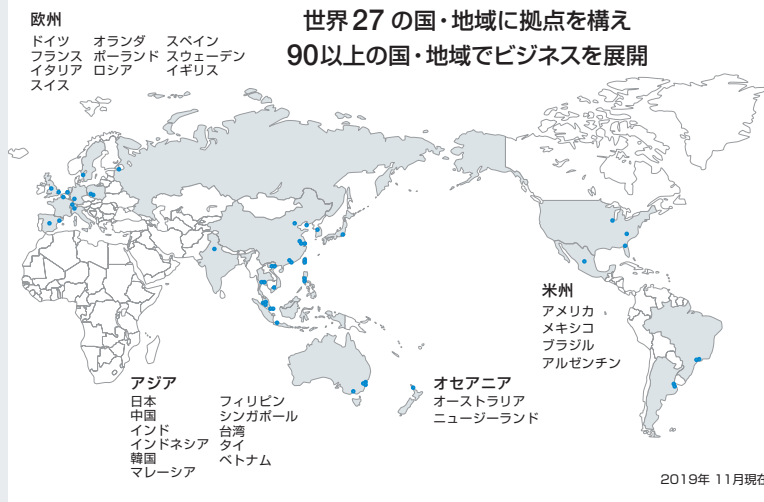 世界27の国・地域に拠点を構え
90以上の国・地域でビジネスを展開
欧州
ドイツ オランダ スペイン
フランス ポーランド スウェーデン
イタリア ロシア イギリス
スイス
アジア
日本 フィリピン
中国 シンガポール
インド 台湾
インドネシア タイ
韓国 ベトナム
マレーシア
オセアニア
オーストラリア
ニュージーランド
米州
アメリカ
メキシコ
ブラジル
アルゼンチン
2019年 11月現在